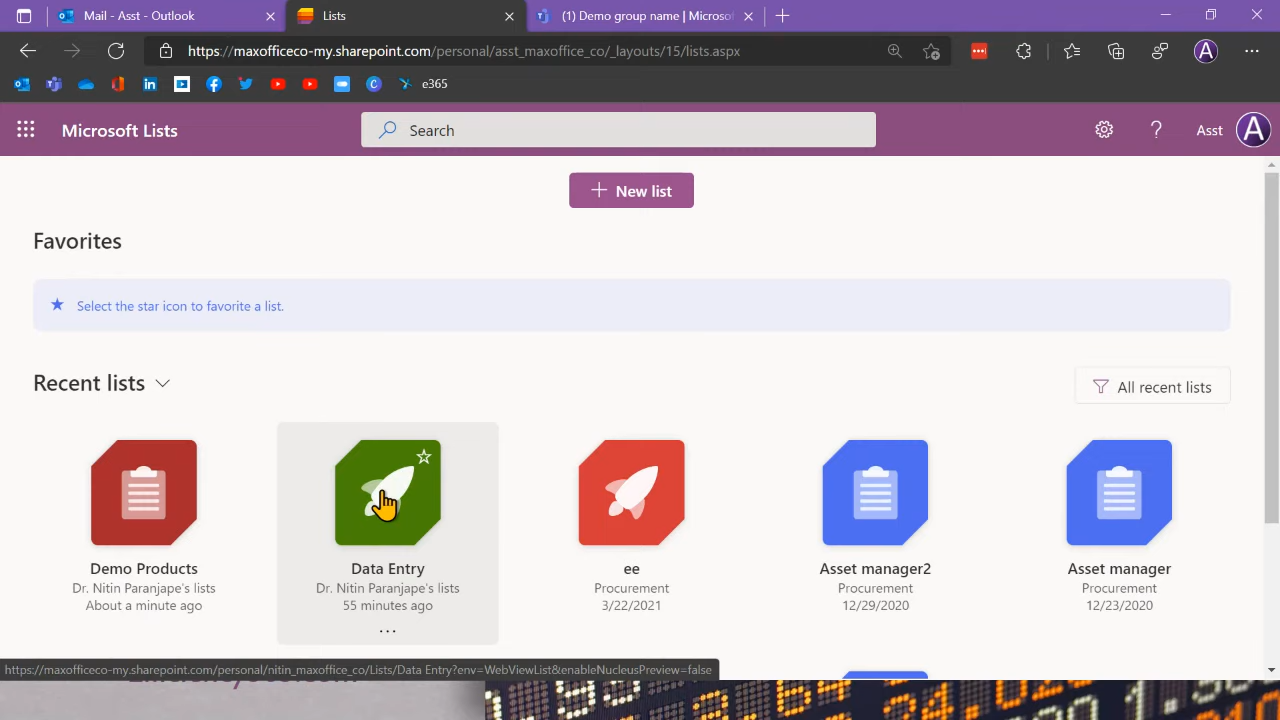 Mail - Asst - Outlook
Lists
(1) Demo group name | Microsof
https://maxofficeco-my.sharepoint.com/personal/asst_maxoffice_co/_layouts/15/lists.aspx
A
e365
Microsoft Lists
Search
Asst
A
New list
Favorites
Select the star icon to favorite a list.
Recent lists
All recent lists
Demo Products
Dr. Nitin Paranjape's lists
About a minute ago
Data Entry
Dr. Nitin Paranjape's lists
55 minutes ago
...
ee
Procurement
3/22/2021
Asset manager2
Procurement
12/29/2020
Asset manager
Procurement
12/23/2020
https://maxofficeco-my.sharepoint.com/personal/nitin_maxoffice_co/Lists/Data Entry?env=WebViewList&enableNucleusPreview=false